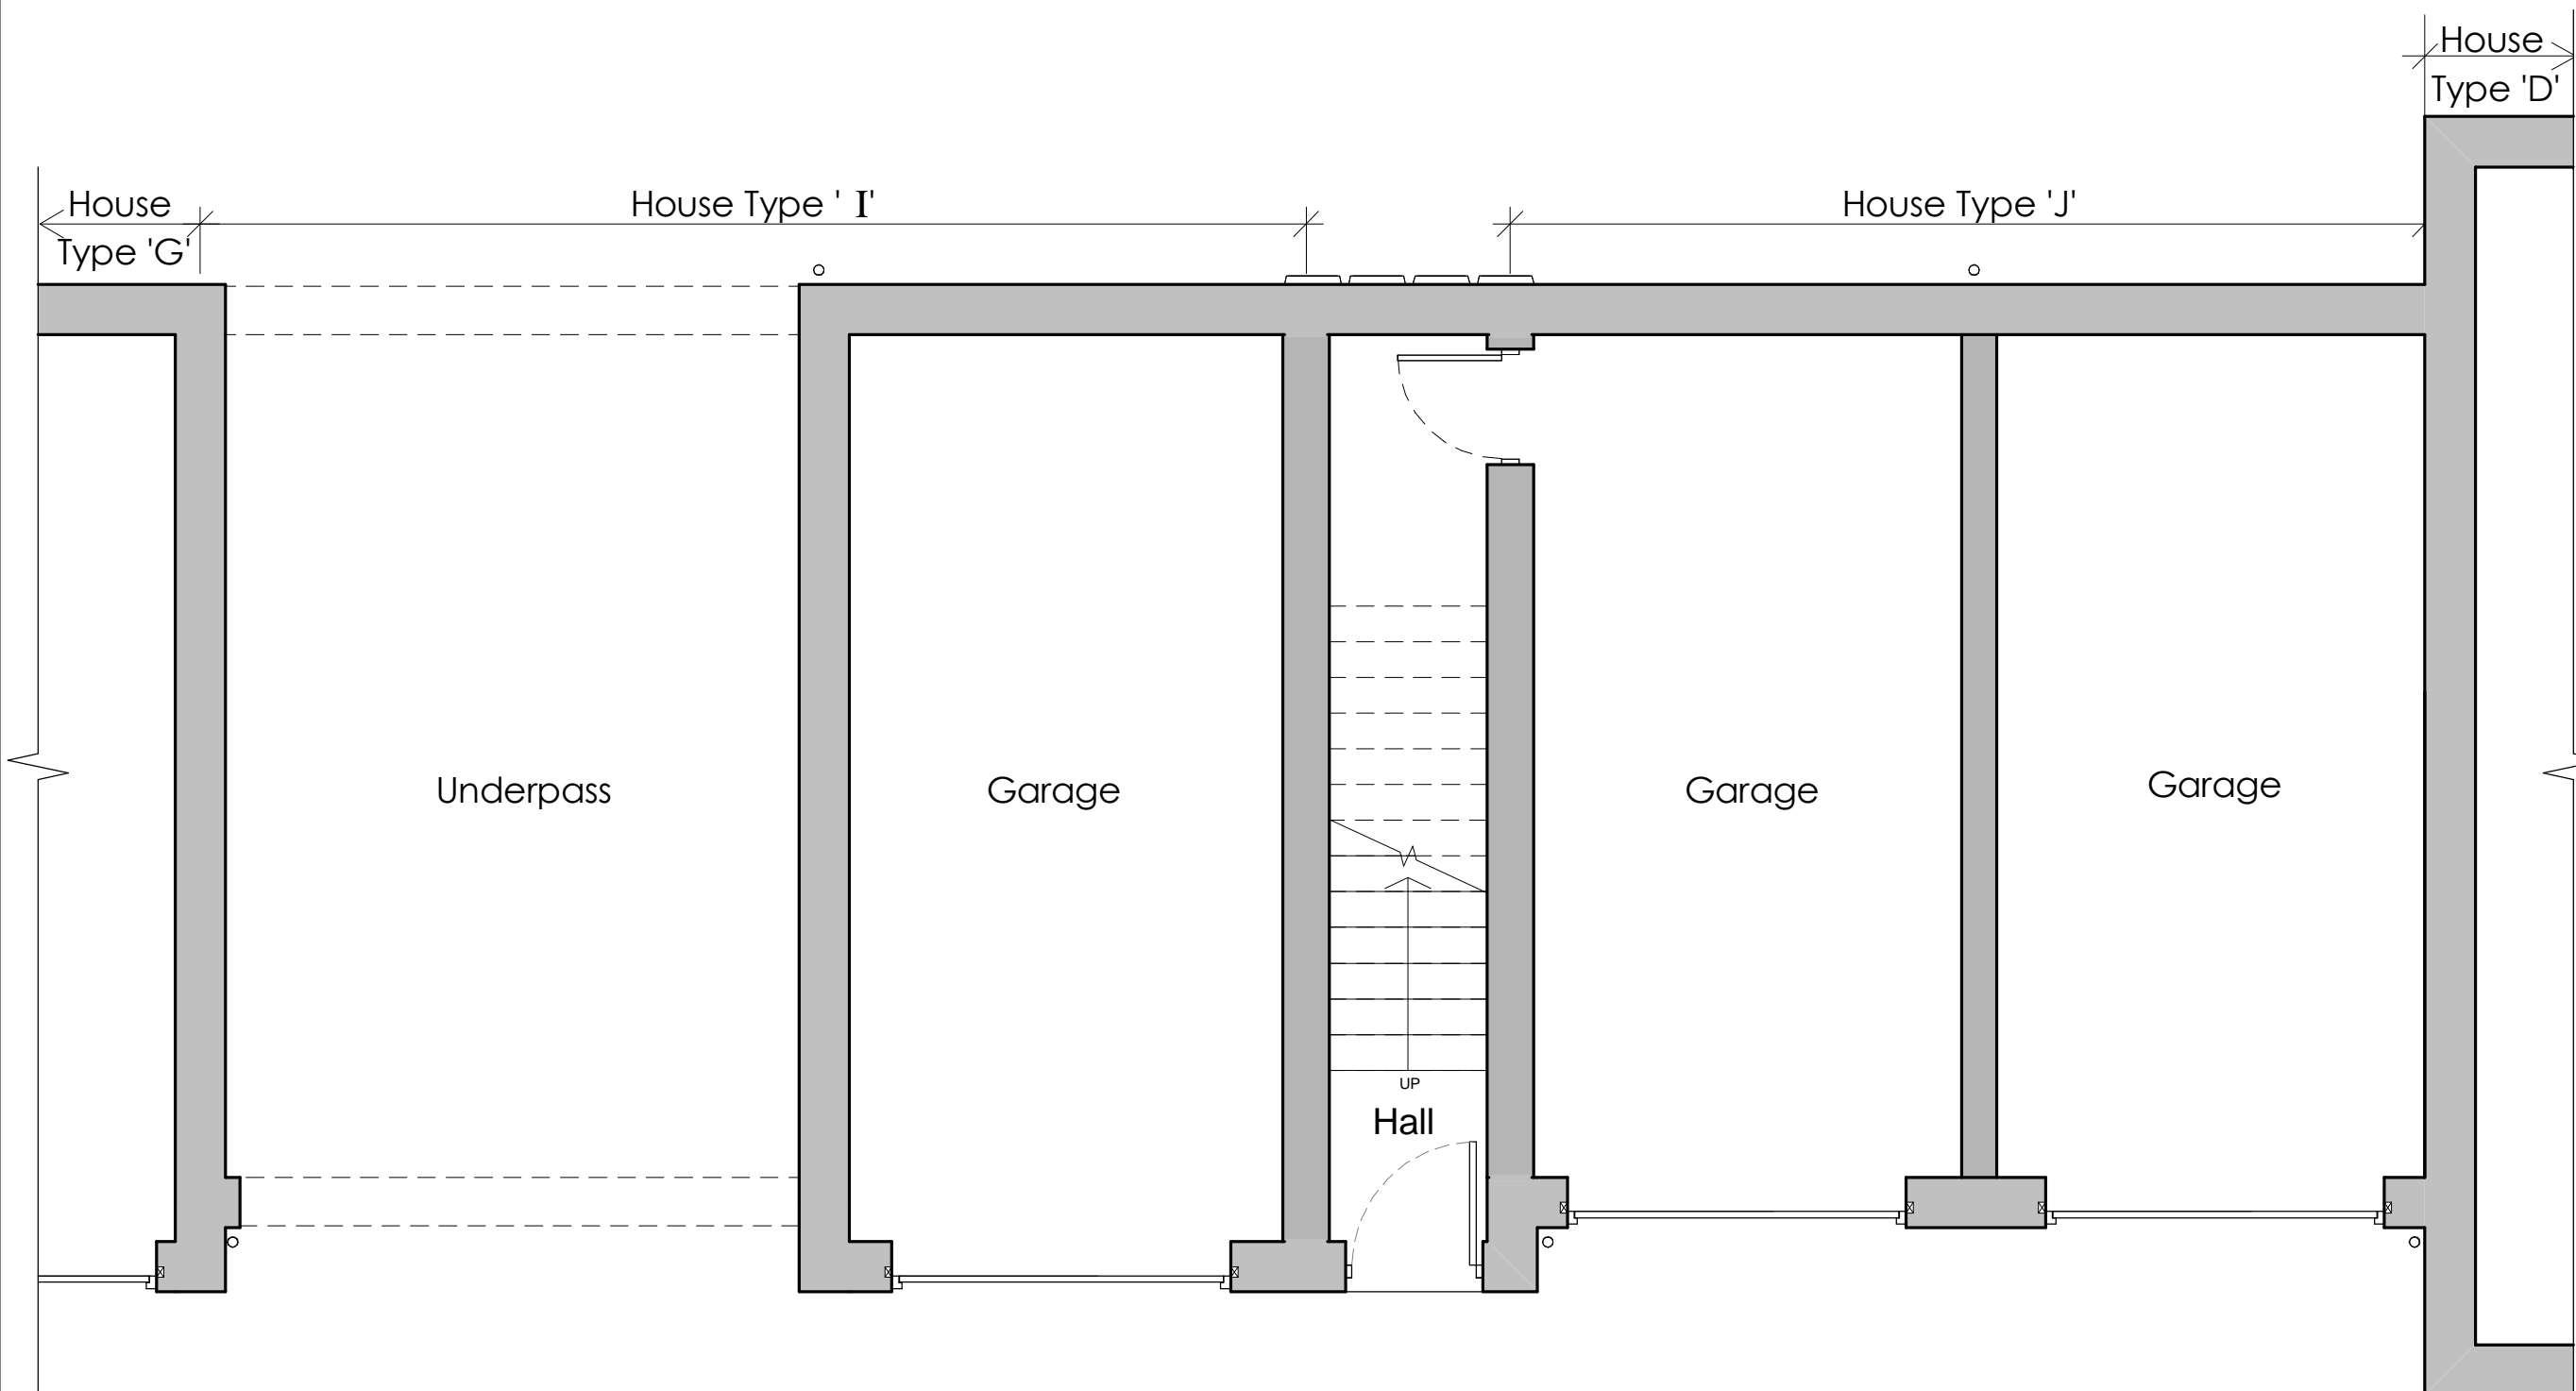 House
Type 'D'
House
Type 'G'
House Type ' I'
House Type 'J'
Underpass
Garage
Garage
Garage
UP
Hall